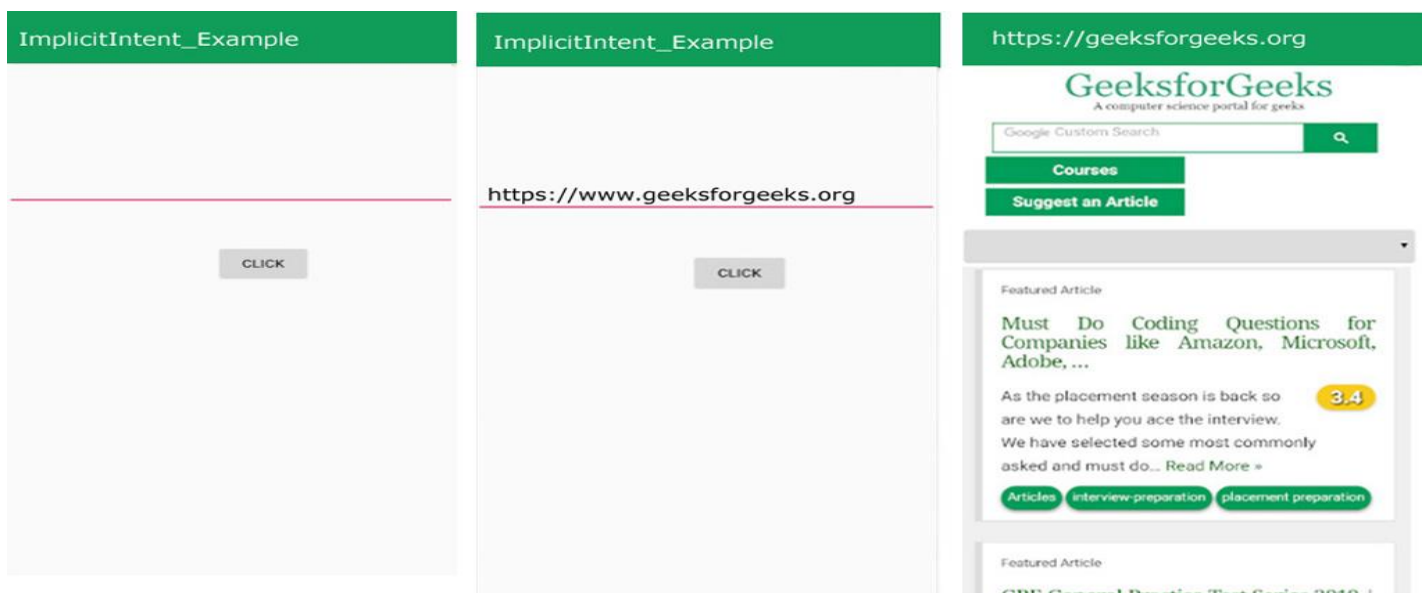 ImplicitIntent_Example
CLICK
ImplicitIntent_Example
https://www.geeksforgeeks.org
CLICK
https://geeksforgeeks.org
GeeksforGeeks
A computer science portal for geeks
Google Custom Search
Courses
Suggest an Article
Featured Article
Must Do Coding Questions for
Companies like Amazon, Microsoft,
Adobe, ...
As the placement season is back so
3.4
are we to help you ace the interview.
We have selected some most commonly
asked and must do... Read More »
Articles interview-preparation placement preparation
Featured Article